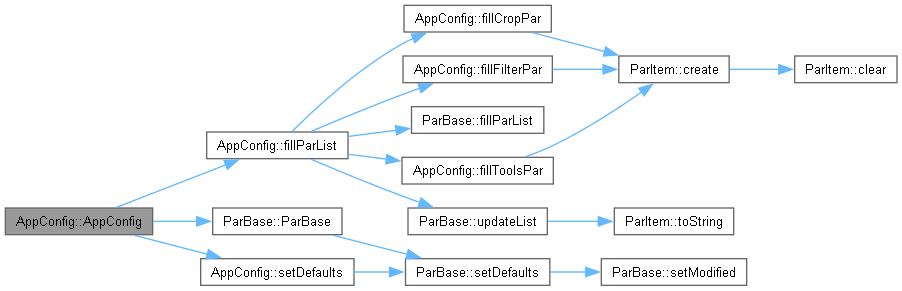 AppConfig::fillCropPar
AppConfig::fillFilterPar
ParItem::create
ParItem::clear
ParBase::fillParList
AppConfig::fillParList
AppConfig::fillToolsPar
AppConfig::AppConfig
ParBase::ParBase
ParBase::updateList
ParItem::toString
AppConfig::setDefaults
ParBase::setDefaults
ParBase::setModified